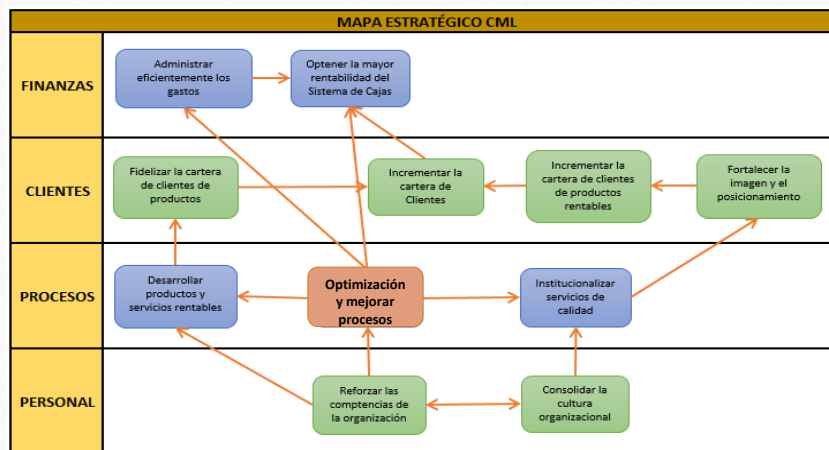 MAPA ESTRATÉGICO CML
FINANZAS
Administrar
eficientemente los
gastos
Optener la mayor
rentabilidad del
Sistema de Cajas
CLIENTES
Fidelizar la cartera
de clientes de
productos
Incrementar la
cartera de
Clientes
Incrementar la
cartera de clientes
de productos
rentables
Fortalecer la
imagen y el
posicionamiento
PROCESOS
Desarrollar
productos y
servicios rentables
Optimización
y mejorar
procesos
Institucionalizar
servicios de
calidad
PERSONAL
Reforzar las
comptencias de
la organización
Consolidar la
cultura
organizacional